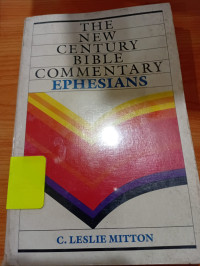 THE
NEW
CENTURY
BIBLE
COMMENTARY
EPHESIANS
C. LESLIE MITTON